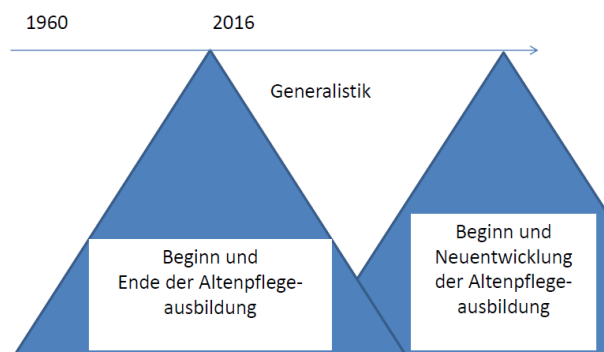 1960 2016
Generalistik
Beginn und
Ende der Altenpflege-
ausbildung
Beginn und
Neuentwicklung
der Altenpflege-
ausbildung